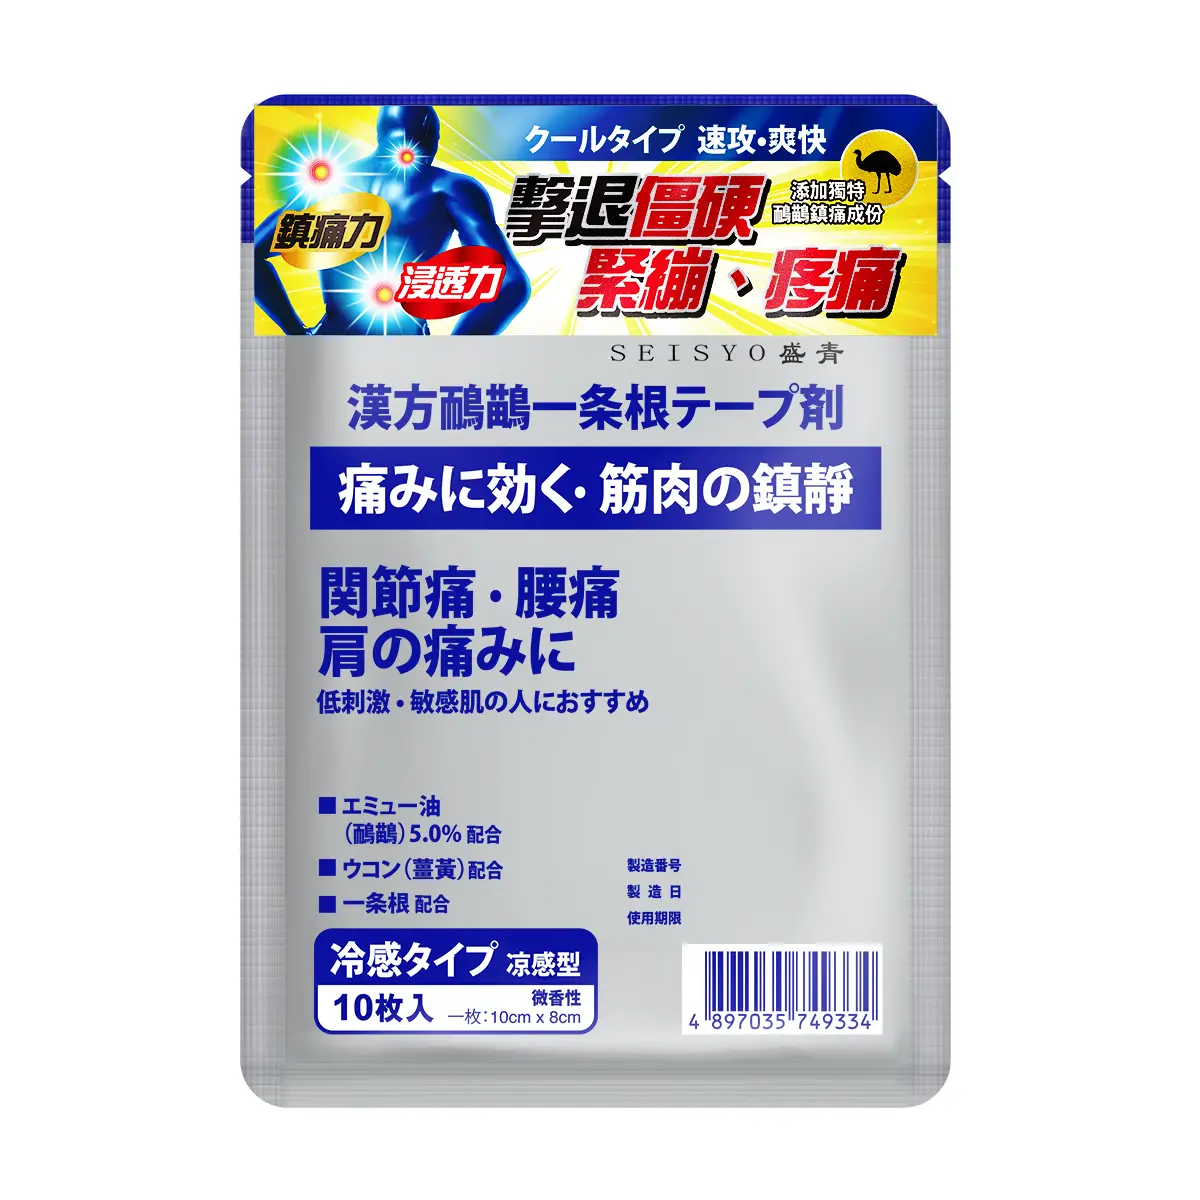 クールタイプ 速攻・爽快
添加獨特
鴯鶓鎮痛成份
擊退僵硬
緊繃、疼痛
鎮痛力
浸透力
SEISYO盛青
漢方鴯鶓一条根テープ剤
痛みに効く・筋肉の鎮靜
関節痛・腰痛
肩の痛みに
低刺激・敏感肌の人におすすめ
■ エミュー油
(鴯鶓) 5.0% 配合
■ ウコン(薑黃)配合
■ 一条根 配合
製造番号
製 造 日
使用期限
冷感タイプ 凉感型
10枚入
微香性
一枚:10cm x 8cm
4 897035 749334